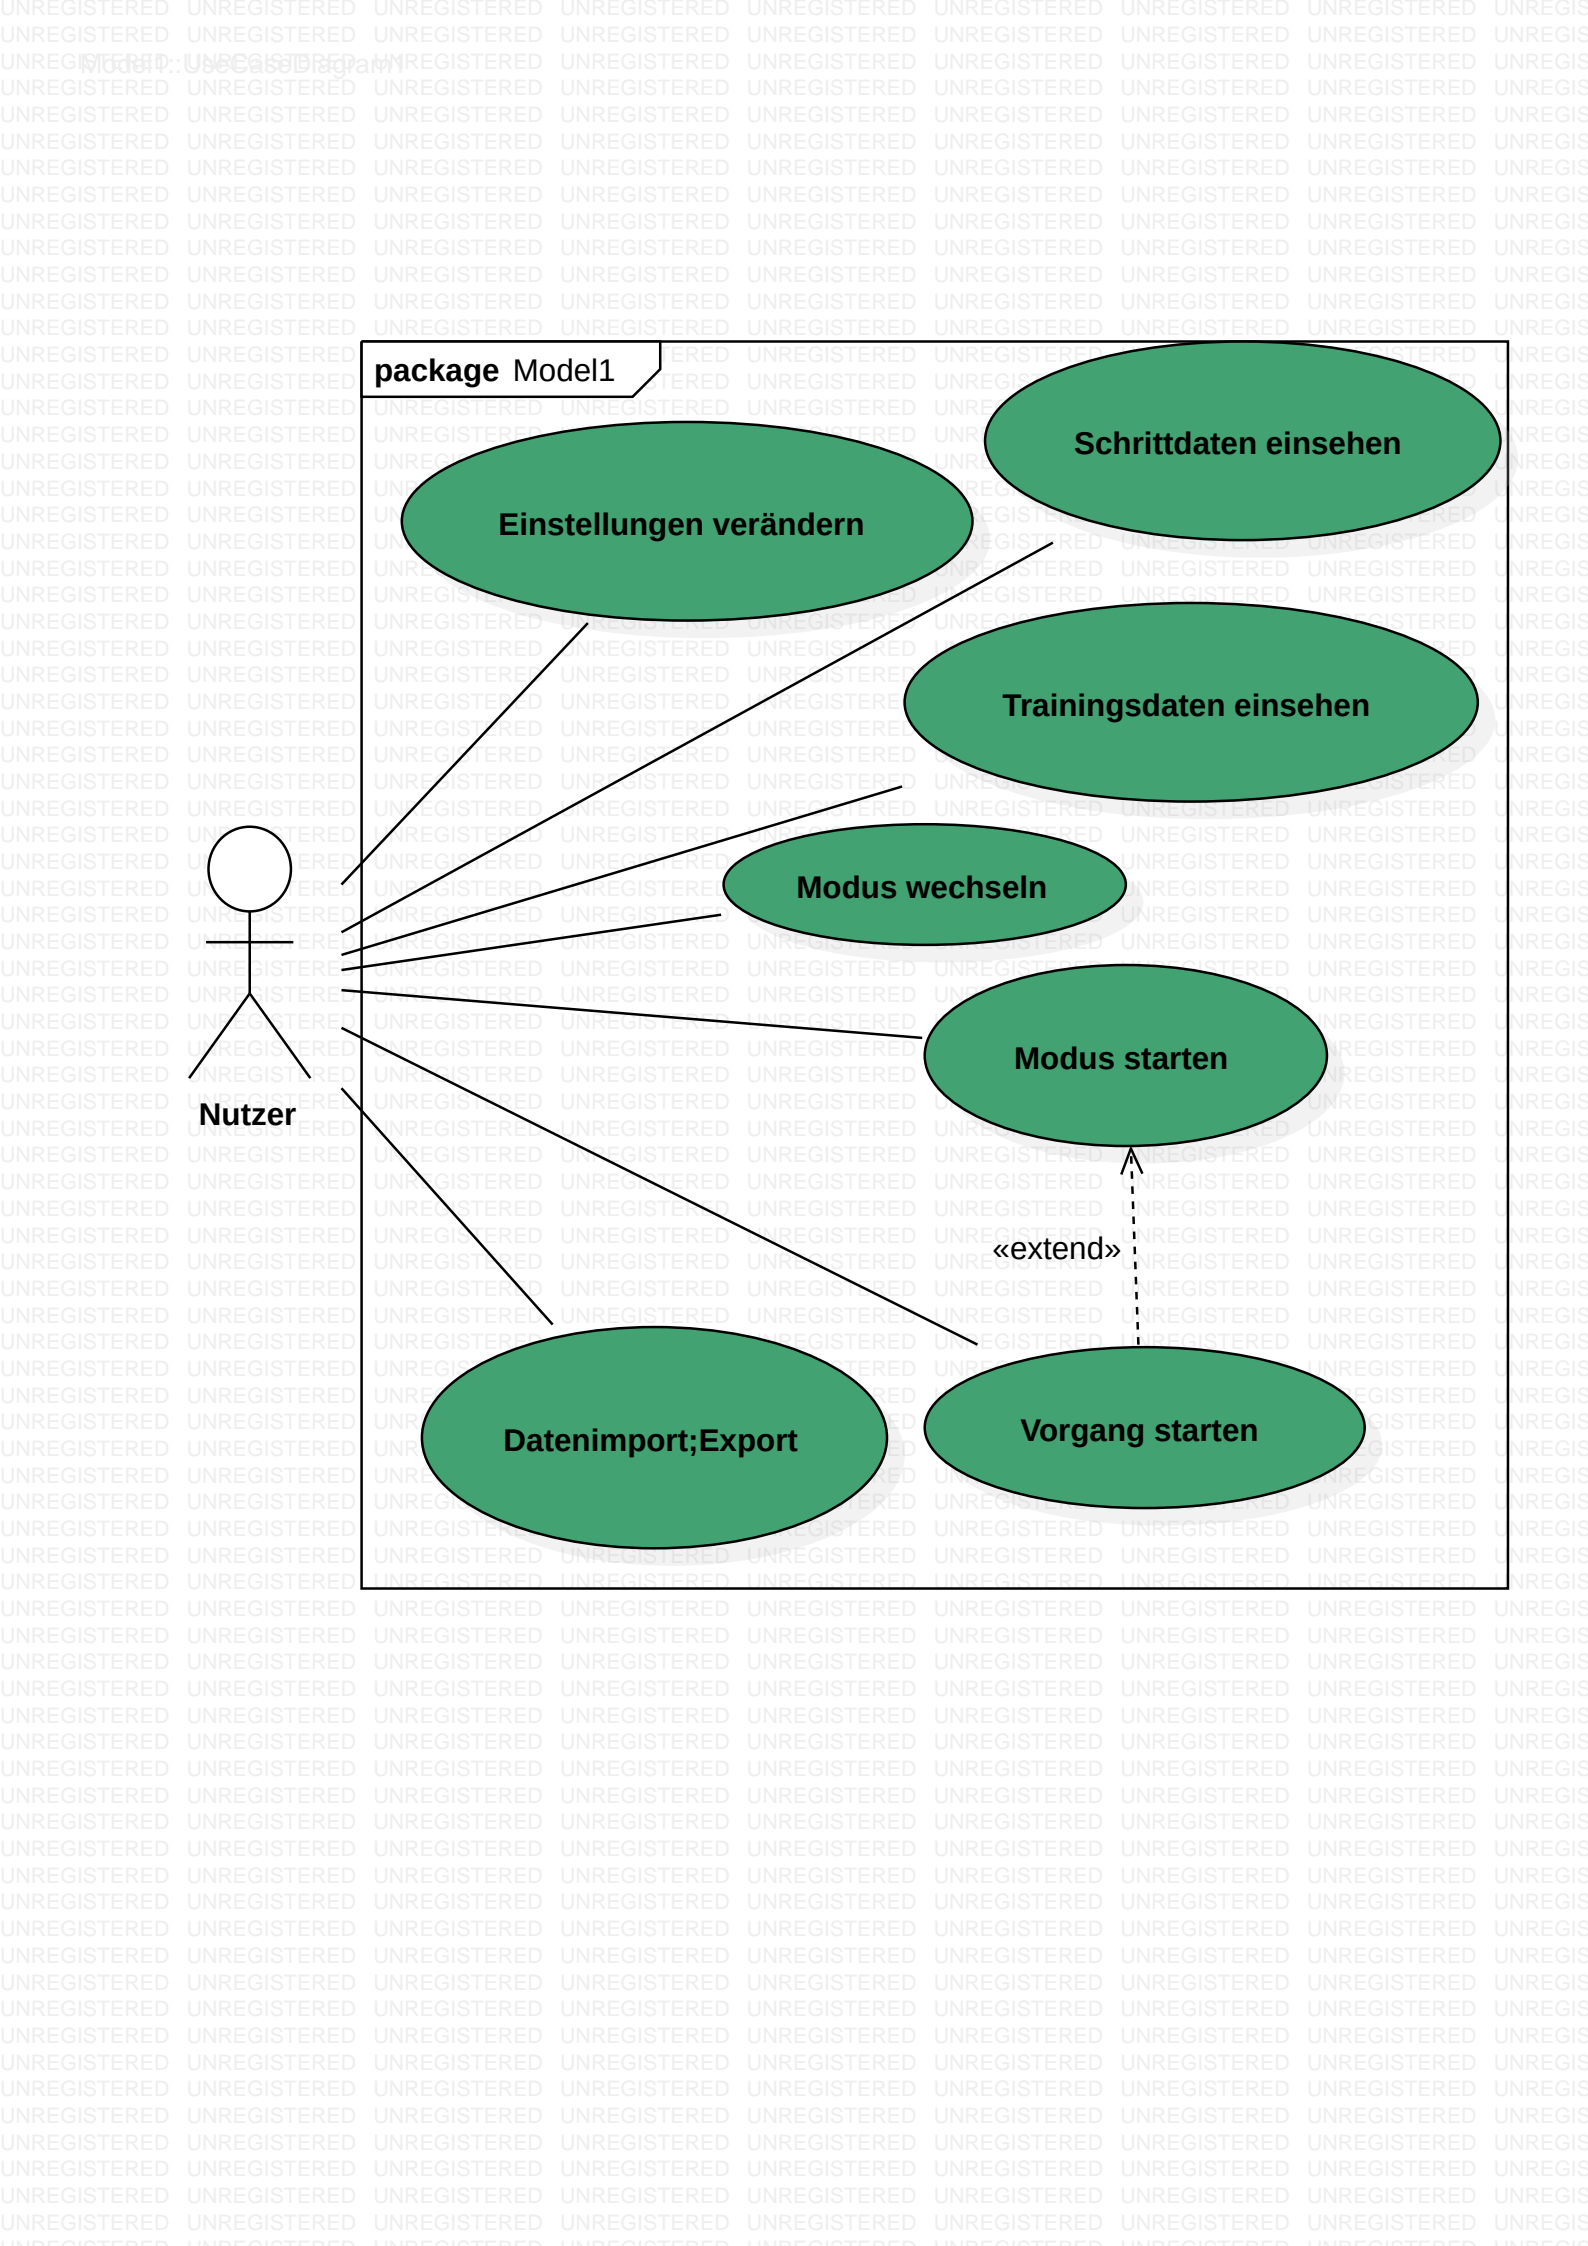 Model1::UseCaseDiagram1
package Model1
Schrittdaten einsehen
Einstellungen verändern
Trainingsdaten einsehen
Modus wechseln
Modus starten
Nutzer
«extend»
Vorgang starten
Datenimport;Export
UNREGISTERED